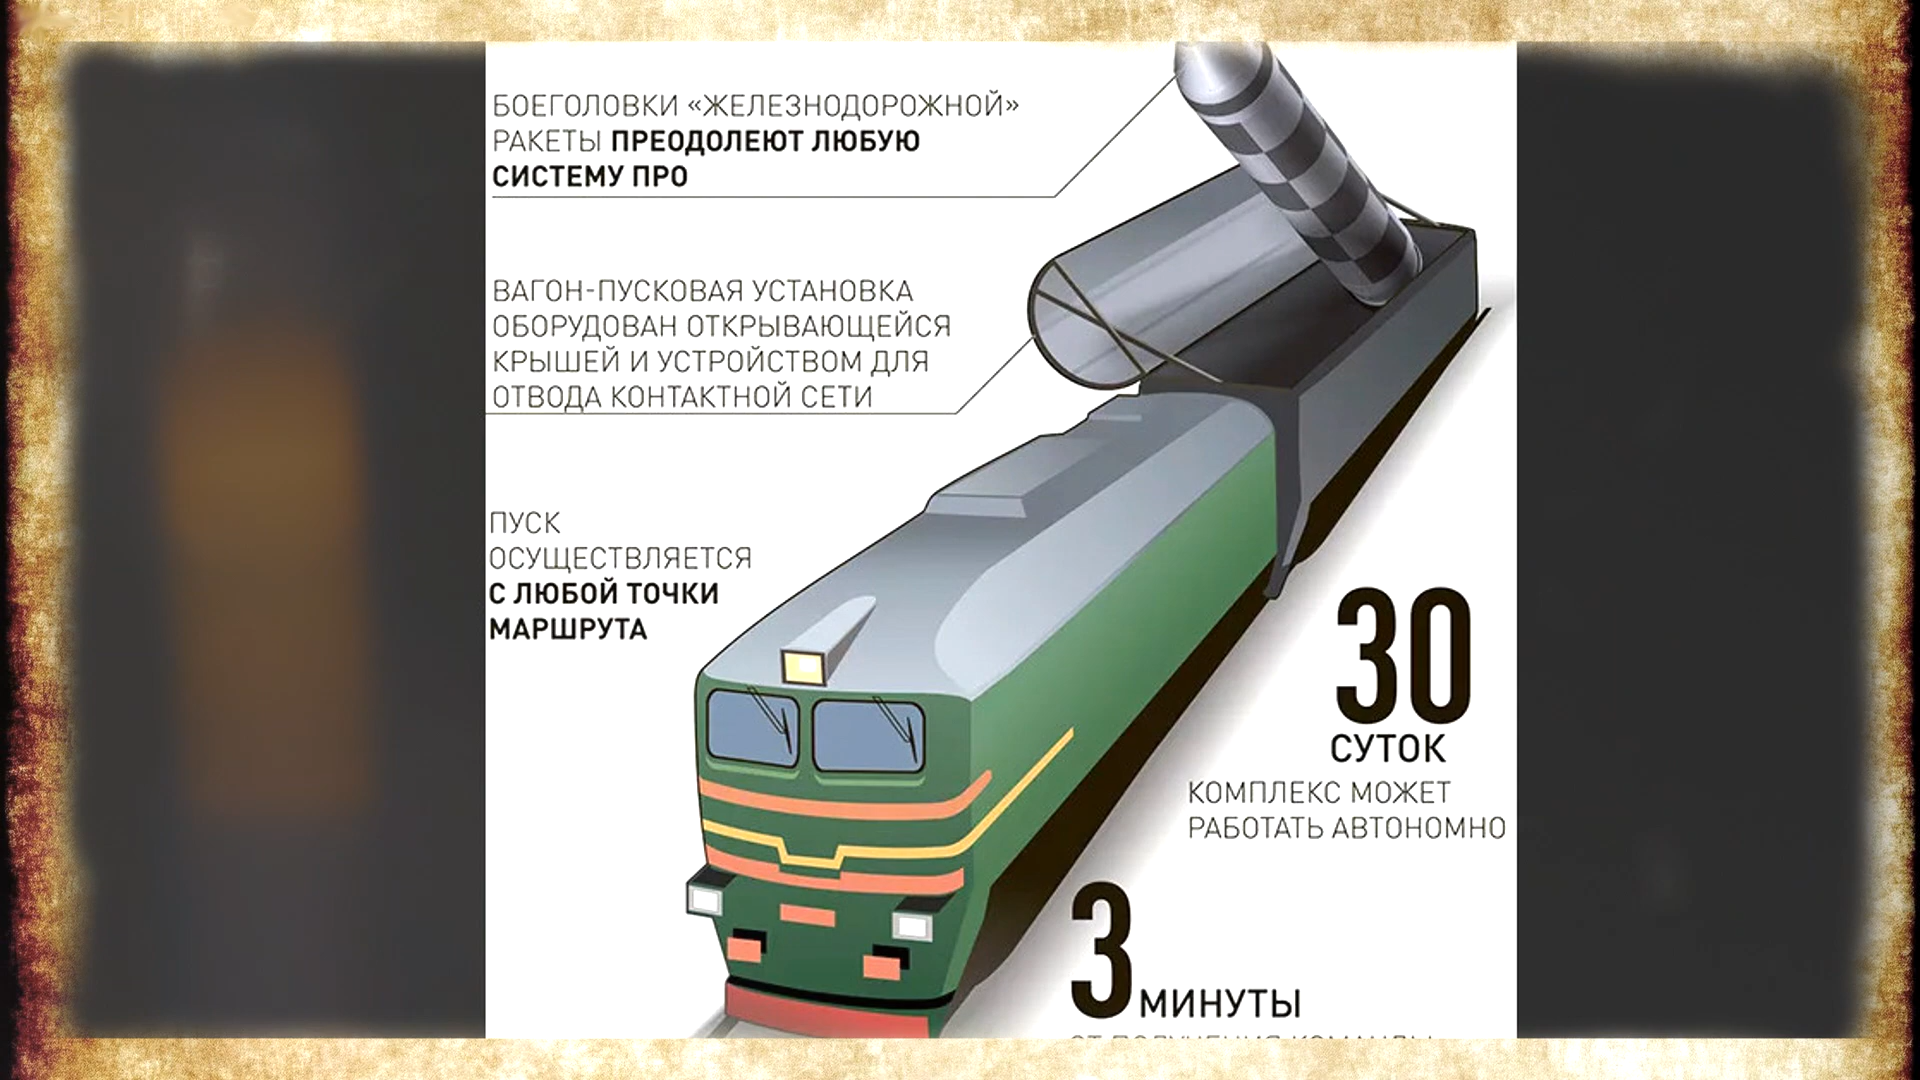 БОЕГОЛОВКИ «ЖЕЛЕЗНОДОРОЖНОЙ»
РАКЕТЫ ПРЕОДОЛЕЮТ ЛЮБУЮ
СИСТЕМУ ПРО
ВАГОН-ПУСКОВАЯ УСТАНОВКА
ОБОРУДОВАН ОТКРЫВАЮЩЕЙСЯ
КРЫШЕЙ И УСТРОЙСТВОМ ДЛЯ
ОТВОДА КОНТАКТНОЙ СЕТИ
ПУСК
ОСУЩЕСТВЛЯЕТСЯ
С ЛЮБОЙ ТОЧКИ
МАРШРУТА
30
СУТОК
КОМПЛЕКС МОЖЕТ
РАБОТАТЬ АВТОНОМНО
3 МИНУТЫ